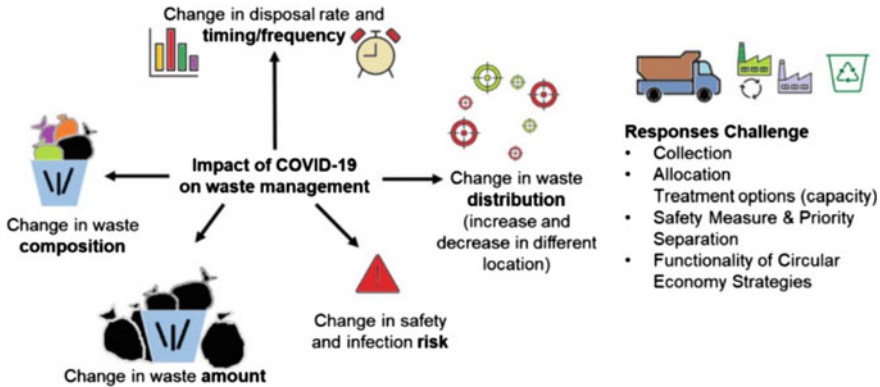 Change in disposal rate and
timing/frequency
Impact of COVID-19
on waste management
Change in waste
composition
Change in waste
distribution
(increase and
decrease in different
location)
Change in safety
and infection risk
Change in waste amount
Responses Challenge
• Collection
• Allocation
Treatment options (capacity)
• Safety Measure & Priority
Separation
• Functionality of Circular
Economy Strategies